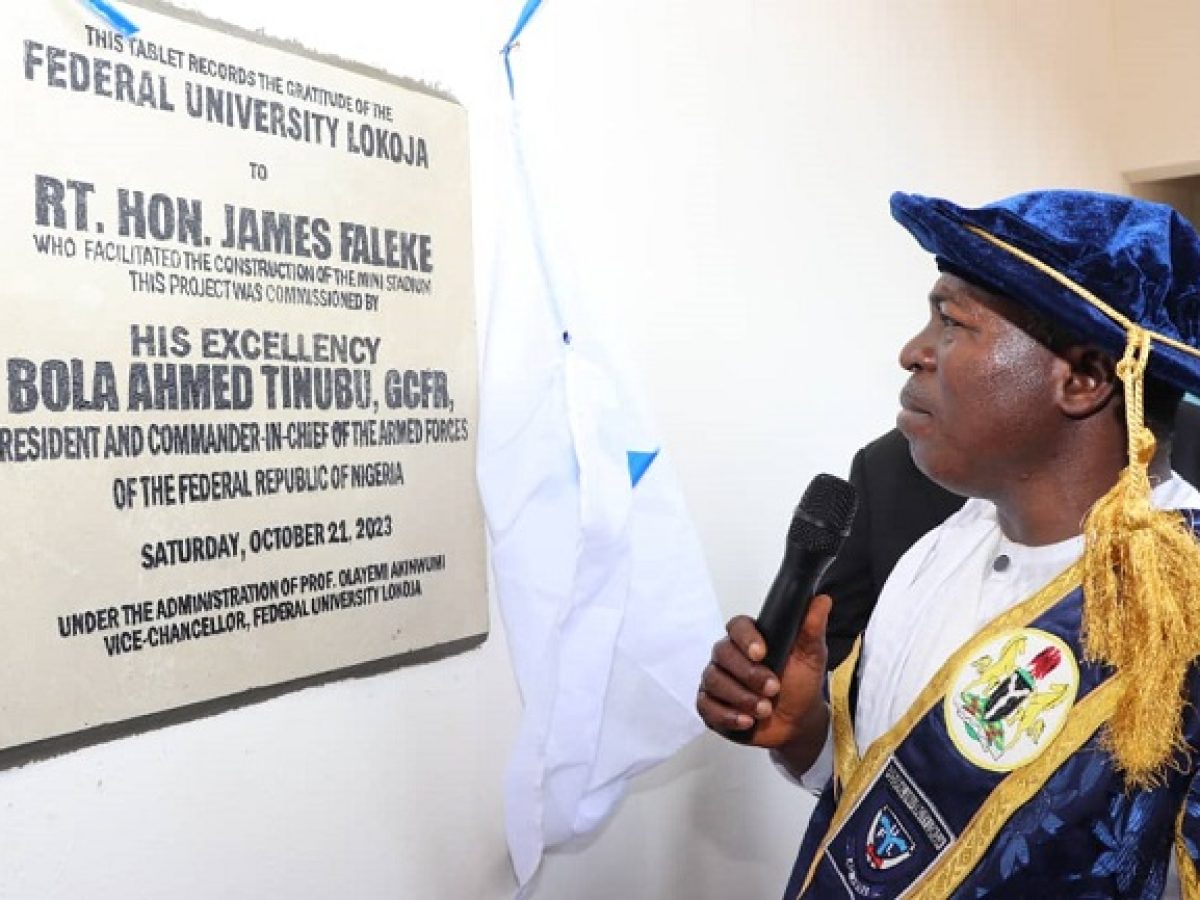 THIS TABLET RECORDS THE GRATITUDE OF THE
FEDERAL UNIVERSITY LOKOJA
TO
RT. HON. JAMES FALEKE
WHO FACILITATED THE CONSTRUCTION OF THE MINI STADIUM
THIS PROJECT WAS COMMISSIONED BY
HIS EXCELLENCY
BOLA AHMED TINUBU, GCFR,
RESIDENT AND COMMANDER-IN-CHIEF OF THE ARMED FORCES
OF THE FEDERAL REPUBLIC OF NIGERIA
SATURDAY, OCTOBER 21, 2023
UNDER THE ADMINISTRATION OF PROF. OLAYEMI AKINWUMI
VICE-CHANCELLOR, FEDERAL UNIVERSITY LOKOJA